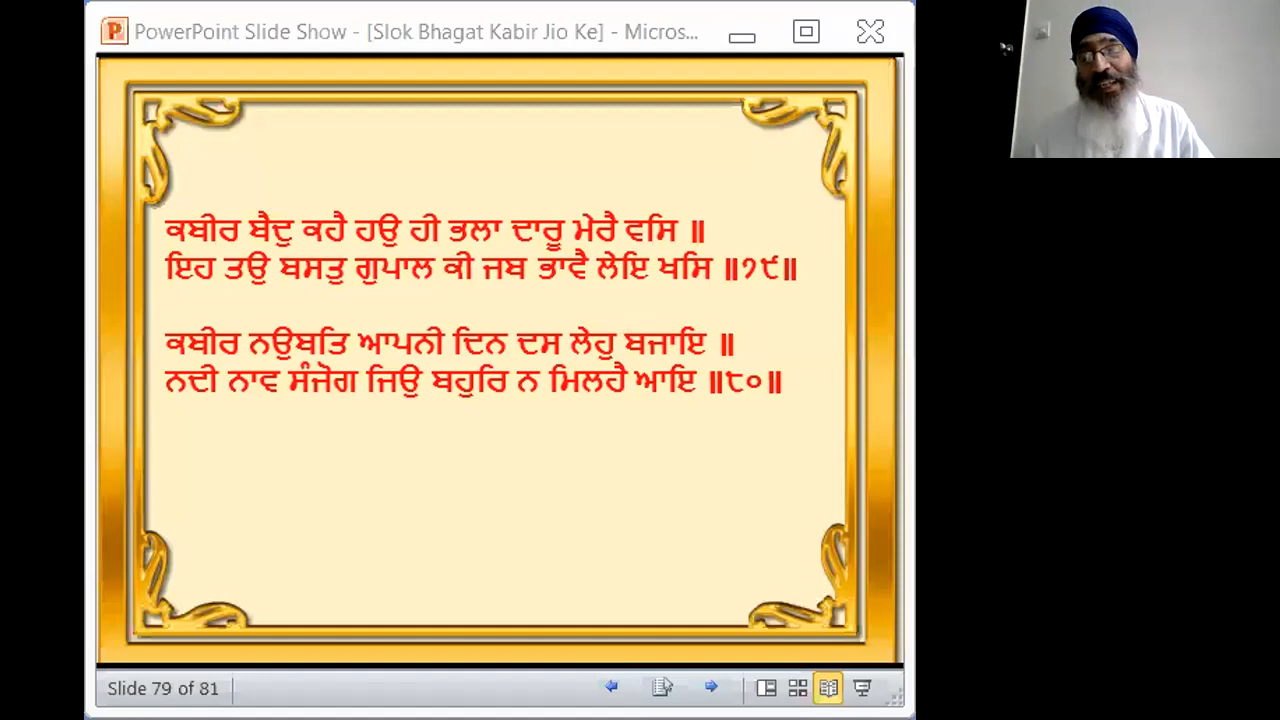 PowerPoint Slide Show - [Slok Bhagat Kabir Jio Ke] - Micros...
ਕਬੀਰ ਬੈਦੁ ਕਹੈ ਹਉ ਹੀ ਭਲਾ ਦਾਰੂ ਮੇਰੈ ਵਸਿ ॥
ਇਹ ਤਉ ਬਸਤੁ ਗੁਪਾਲ ਕੀ ਜਬ ਭਾਵੈ ਲੇਇ ਖਸਿ ॥੭੯॥
ਕਬੀਰ ਨਉਬਤਿ ਆਪਨੀ ਦਿਨ ਦਸ ਲੇਹੁ ਬਜਾਇ ॥
ਨਦੀ ਨਾਵ ਸੰਜੋਗ ਜਿਉ ਬਹੁਰਿ ਨ ਮਿਲਹੈ ਆਇ ॥੮੦॥
Slide 79 of 81